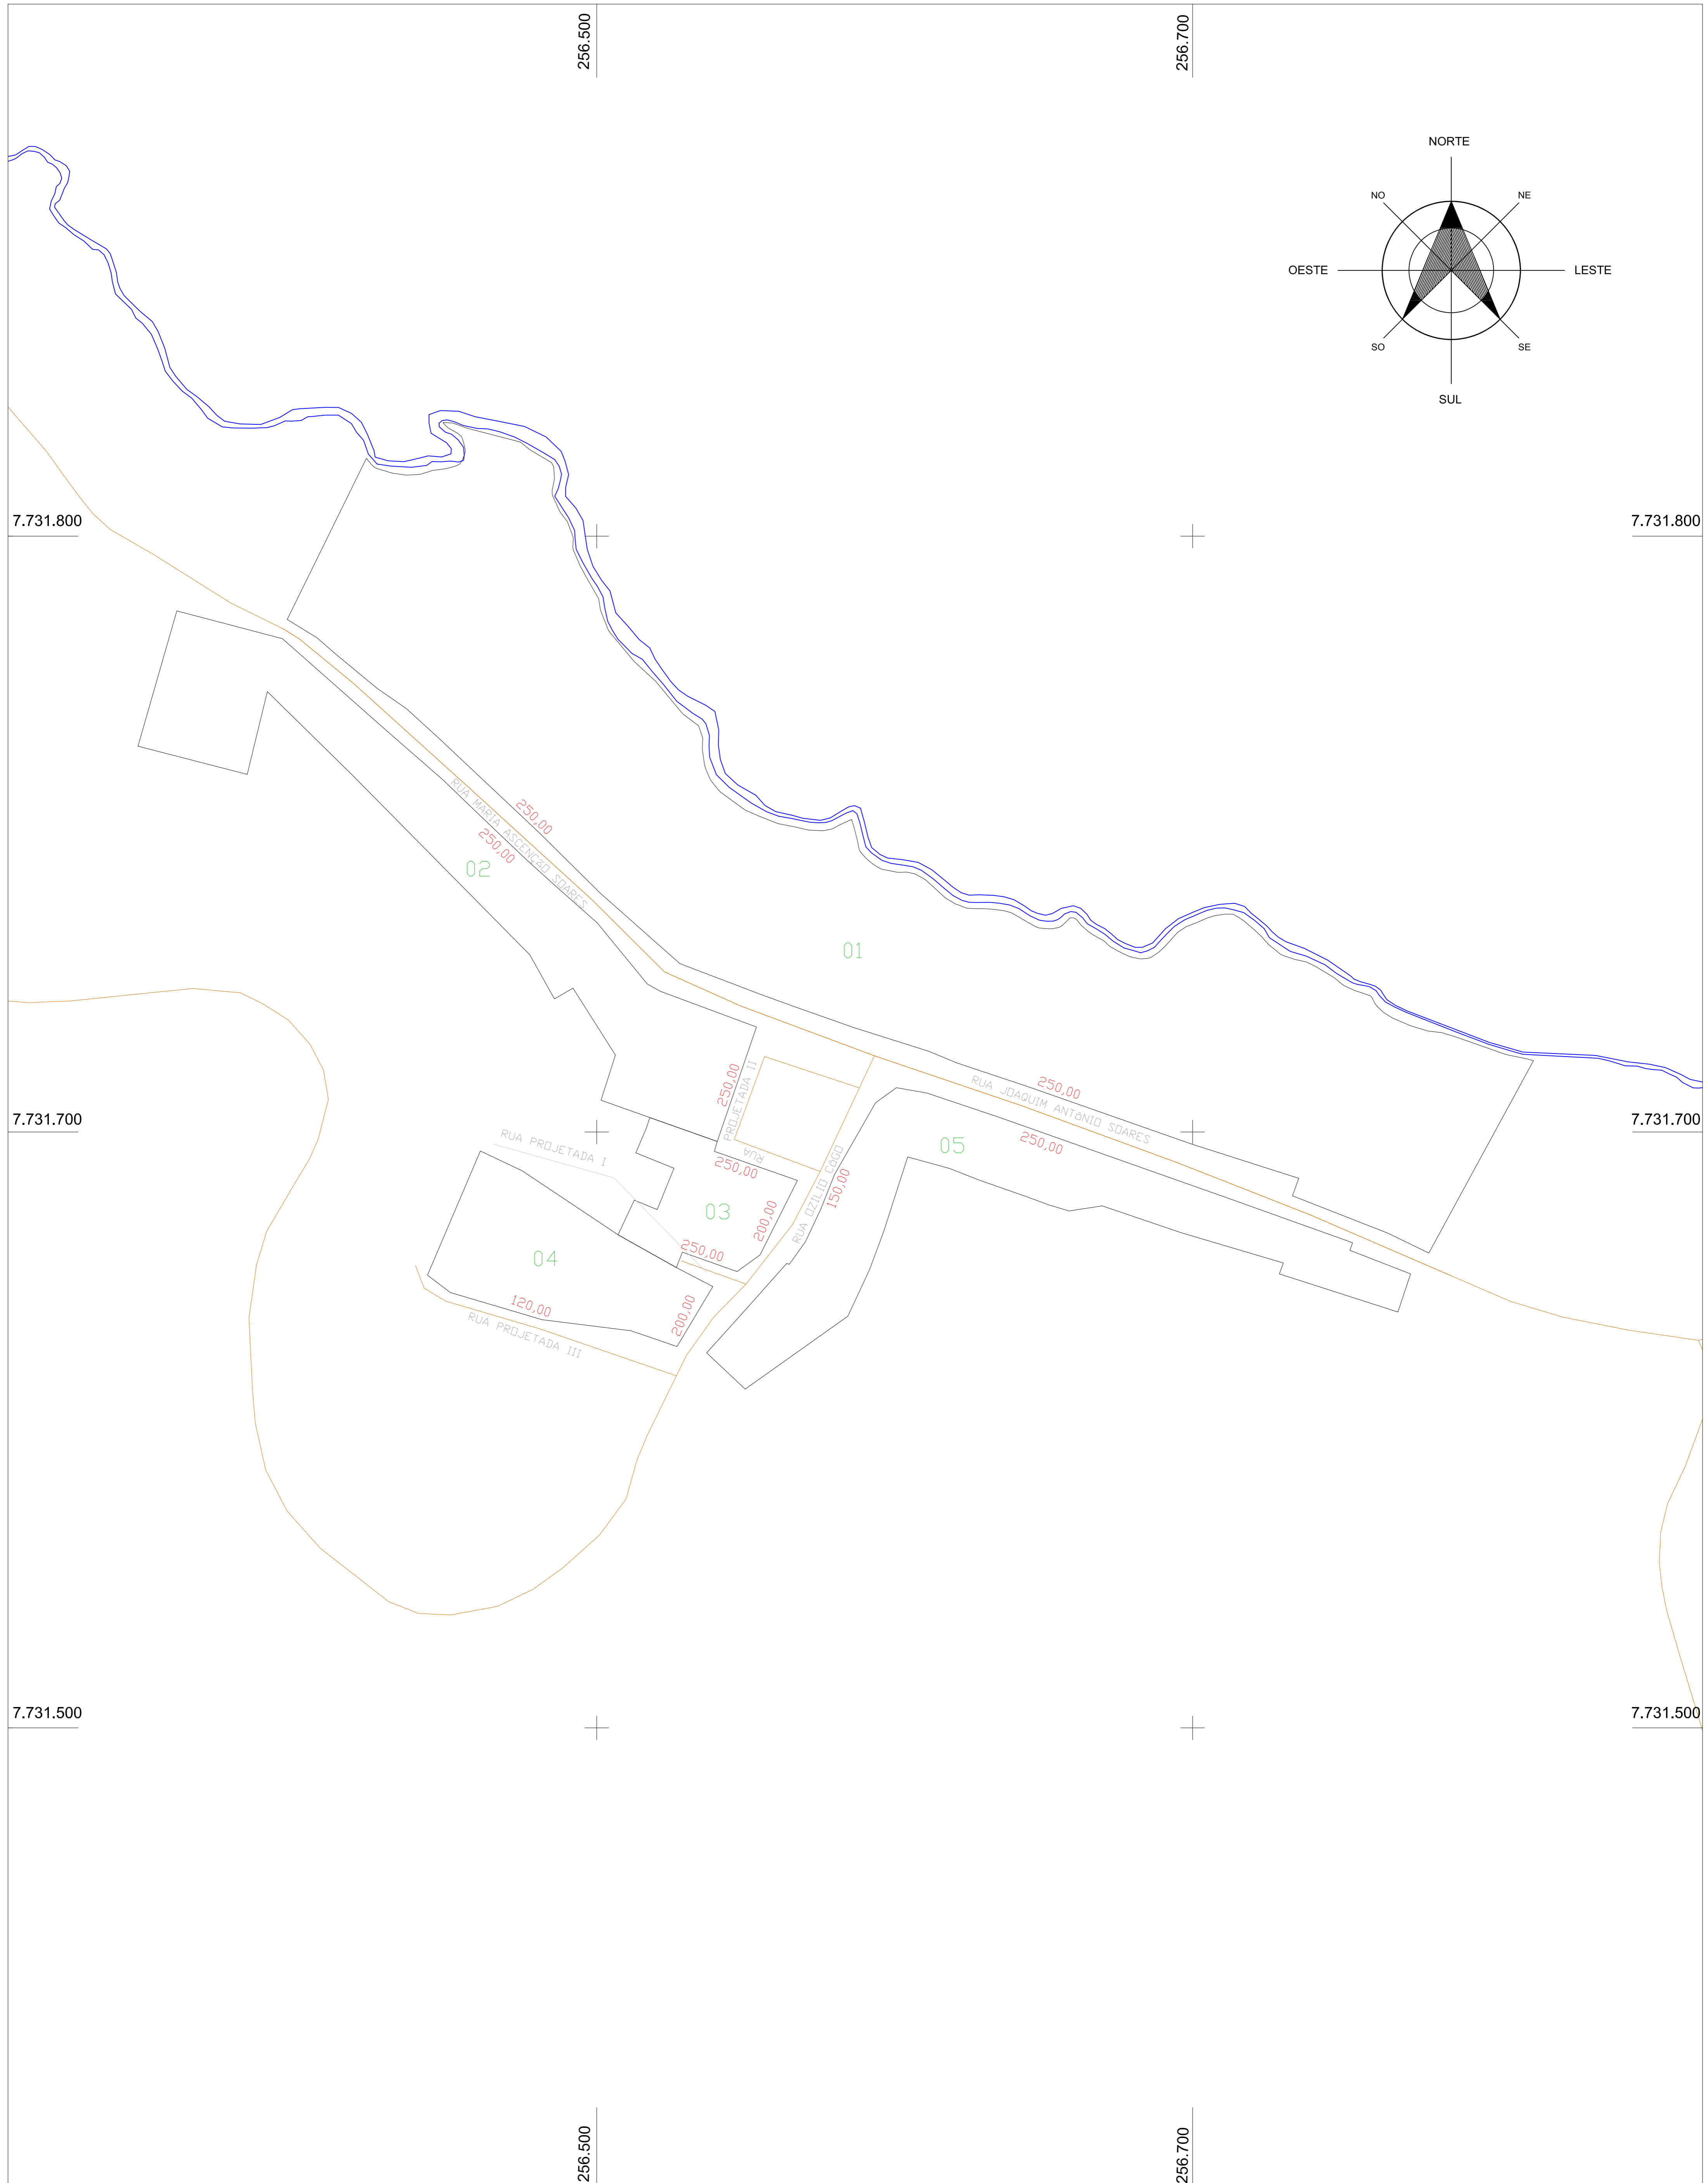 256.500
256.700
NORTE
NO
NE
OESTE
LESTE
SO
SE
SUL
7.731.800
7.731.800
RUA MARIA ASCENCÃO SOARES
250,00
250,00
02
01
250,00
RUA
PROJETADA II
250,00
RUA JOAQUIM ANTÔNIO SOARES
250,00
7.731.700
7.731.700
RUA PROJETADA I
250,00
05
RUA OZILIO CÔGO
150,00
03
200,00
250,00
04
120,00
200,00
RUA PROJETADA III
7.731.500
7.731.500
256.500
256.700